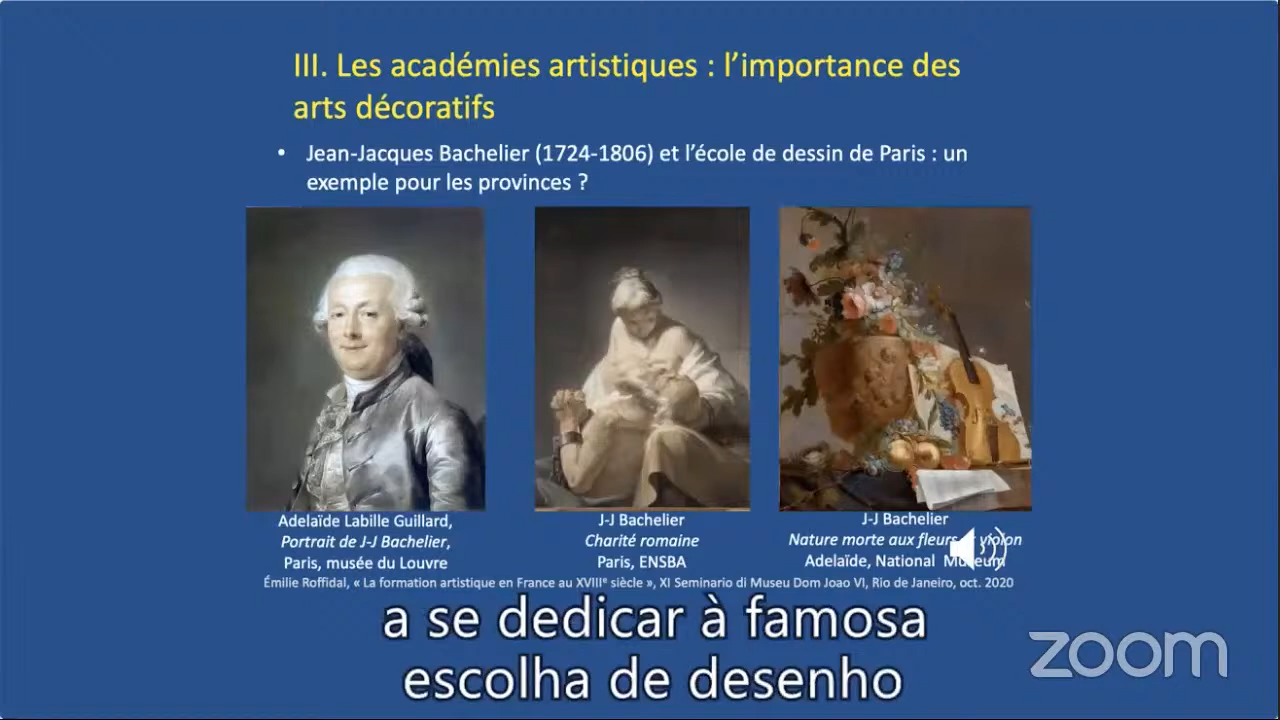 III. Les académies artistiques : l’importance des
arts décoratifs
• Jean-Jacques Bachelier (1724-1806) et l’école de dessin de Paris : un
exemple pour les provinces ?
Adelaïde Labille Guillard,
Portrait de J-J Bachelier,
Paris, musée du Louvre
J-J Bachelier
Charité romaine
Paris, ENSBA
J-J Bachelier
Nature morte aux fleurs violon
Adelaïde, National Museum
Émilie Roffidal, « La formation artistique en France au XVIIIᵉ siècle », XI Seminario di Museu Dom Joao VI, Rio de Janeiro, oct. 2020
a se dedicar à famosa
escolha de desenho
zoom